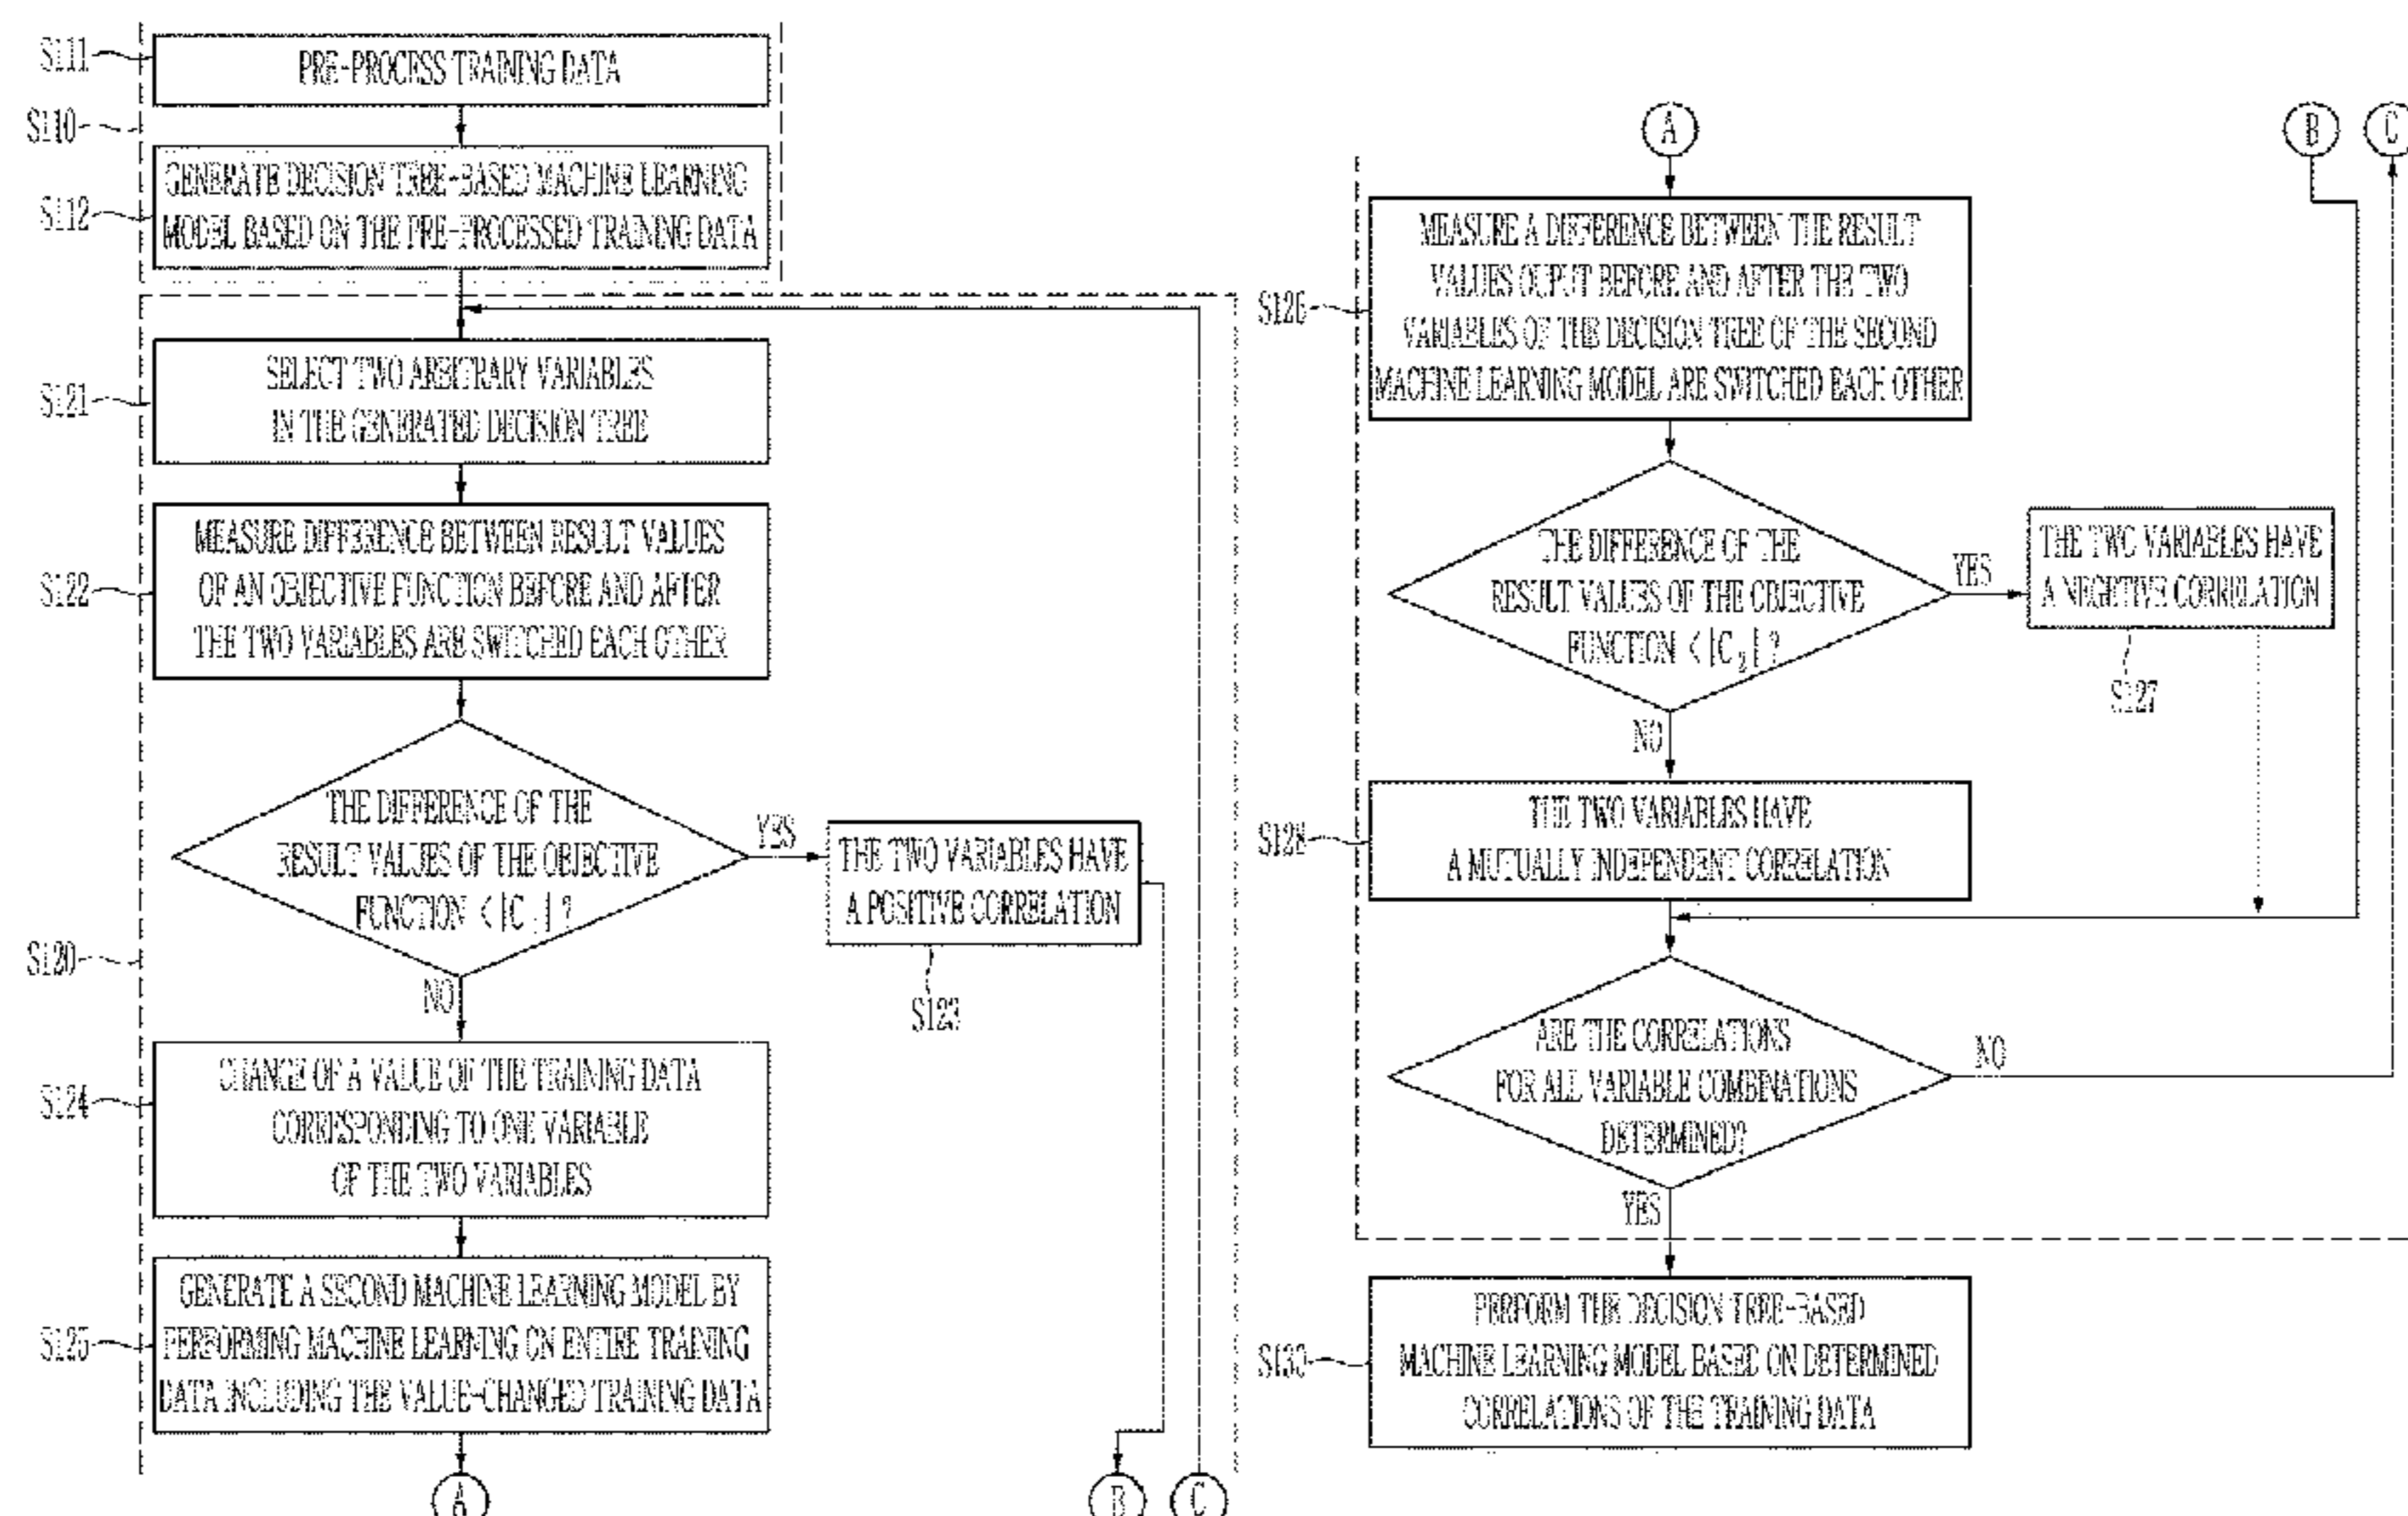 S111
PRE-PROCESS TRAINING DATA
S110
S112
GENERATE DECISION TREE-BASED MACHINE LEARNING
MODEL BASED ON THE PRE-PROCESSED TRAINING DATA
S121
SELECT TWO ARBITRARY VARIABLES
IN THE GENERATED DECISION TREE
S122
MEASURE DIFFERENCE BETWEEN RESULT VALUES
OF AN OBJECTIVE FUNCTION BEFORE AND AFTER
THE TWO VARIABLES ARE SWITCHED EACH OTHER
THE DIFFERENCE OF THE
RESULT VALUES OF THE OBJECTIVE
FUNCTION < |C₁| ?
YES
THE TWO VARIABLES HAVE
A POSITIVE CORRELATION
S123
S120
NO
S124
CHANGE OF A VALUE OF THE TRAINING DATA
CORRESPONDING TO ONE VARIABLE
OF THE TWO VARIABLES
S125
GENERATE A SECOND MACHINE LEARNING MODEL BY
PERFORMING MACHINE LEARNING ON ENTIRE TRAINING
DATA INCLUDING THE VALUE-CHANGED TRAINING DATA
A
B
C
A
B
C
S126
MEASURE A DIFFERENCE BETWEEN THE RESULT
VALUES OUPUT BEFORE AND AFTER THE TWO
VARIABLES OF THE DECISION TREE OF THE SECOND
MACHINE LEARNING MODEL ARE SWITCHED EACH OTHER
THE DIFFERENCE OF THE
RESULT VALUES OF THE OBJECTIVE
FUNCTION < |C₂| ?
YES
THE TWO VARIABLES HAVE
A NEGITIVE CORRELATION
S127
NO
S128
THE TWO VARIABLES HAVE
A MUTUALLY INDEPENDENT CORRELATION
ARE THE CORRELATIONS
FOR ALL VARIABLE COMBINATIONS
DETERMINED?
NO
YES
S130
PERFORM THE DECISION TREE-BASED
MACHINE LEARNING MODEL BASED ON DETERMINED
CORRELATIONS OF THE TRAINING DATA